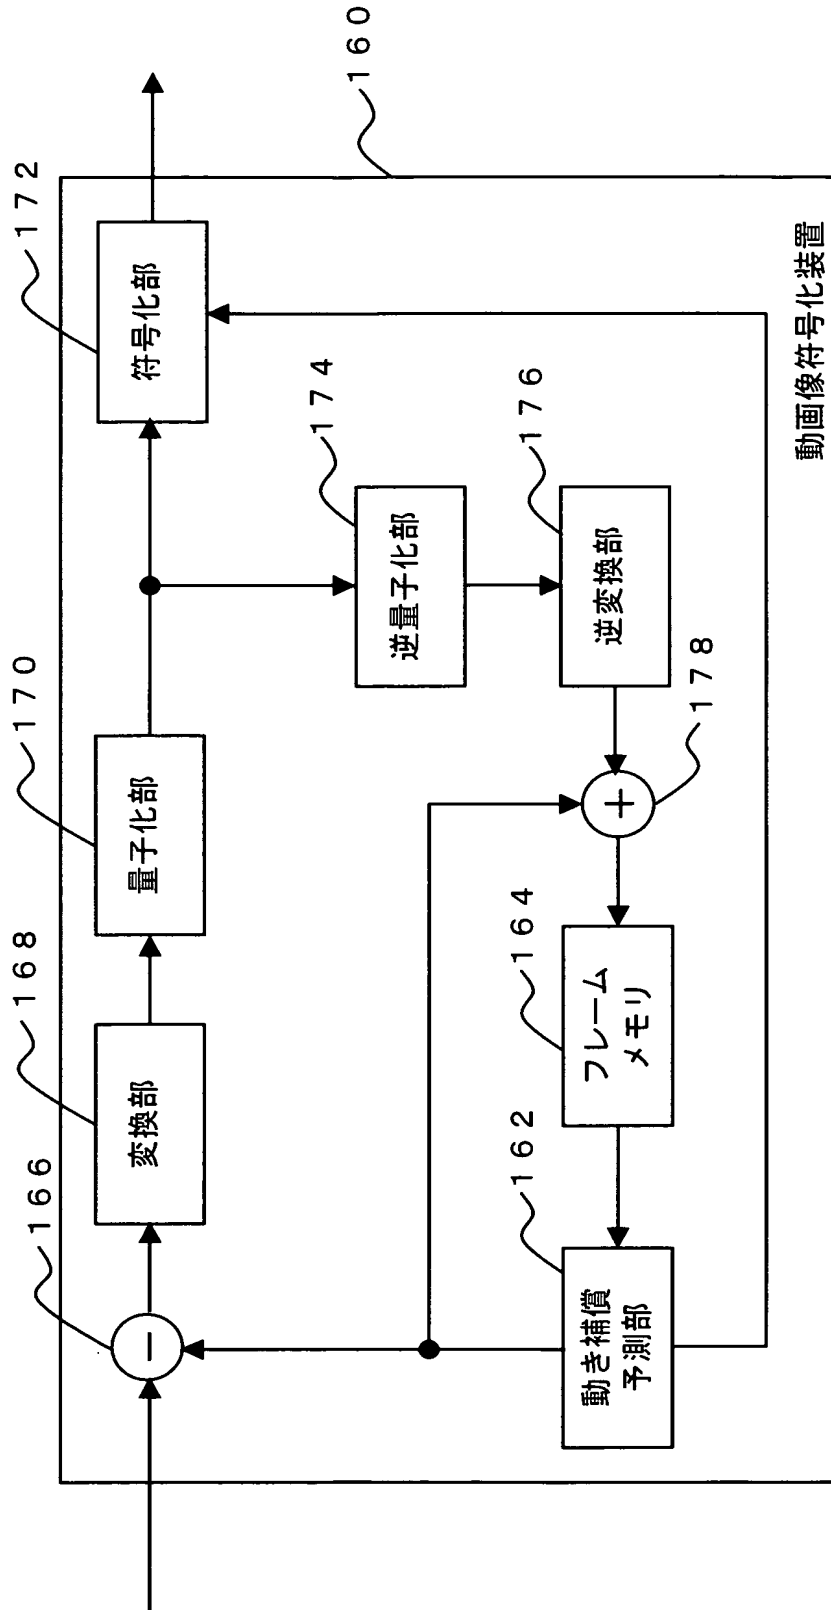 160
172
符号化部
170
量子化部
168
変換部
166
−
174
逆量子化部
176
逆変換部
178
+
164
フレーム
メモリ
162
動き補償
予測部
動画像符号化装置